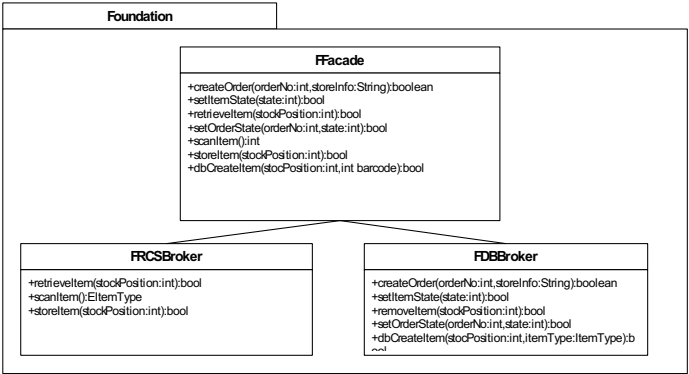 Foundation
FFacade
+createOrder(orderNo:int,storeInfo:String):boolean
+setItemState(state:int):bool
+retrieveItem(stockPosition:int):bool
+setOrderState(orderNo:int,state:int):bool
+scanItem():int
+storeItem(stockPosition:int):bool
+dbCreateItem(stocPosition:int,int barcode):bool
FRCSBroker
+retrieveItem(stockPosition:int):bool
+scanItem():EItemType
+storeItem(stockPosition:int):bool
FDBBroker
+createOrder(orderNo:int,storeInfo:String):boolean
+setItemState(state:int):bool
+removeItem(stockPosition:int):bool
+setOrderState(orderNo:int,state:int):bool
+dbCreateItem(stocPosition:int,itemType:ItemType):b
ool